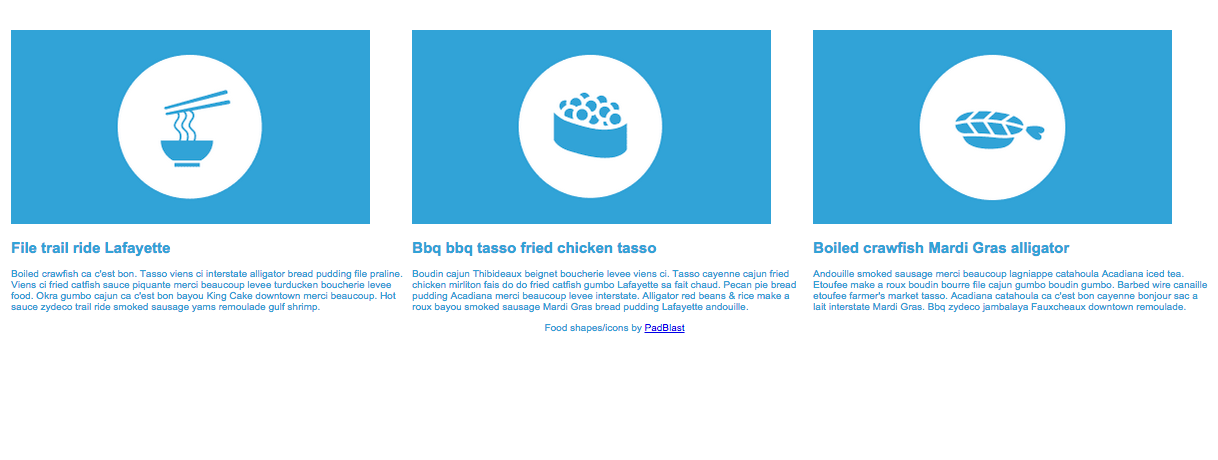 File trail ride Lafayette
Boiled crawfish ca c'est bon. Tasso viens ci interstate alligator bread pudding file praline.
Viens ci fried catfish sauce piquante merci beaucoup levee turducken boucherie levee
food. Okra gumbo cajun ca c'est bon bayou King Cake downtown merci beaucoup. Hot
sauce zydeco trail ride smoked sausage yams remoulade gulf shrimp.
Bbq bbq tasso fried chicken tasso
Boudin cajun Thibideaux beignet boucherie levee viens ci. Tasso cayenne cajun fried
chicken mirliton fais do do fried catfish gumbo Lafayette sa fait chaud. Pecan pie bread
pudding Acadiana merci beaucoup levee interstate. Alligator red beans & rice make a
roux bayou smoked sausage Mardi Gras bread pudding Lafayette andouille.
Boiled crawfish Mardi Gras alligator
Andouille smoked sausage merci beaucoup lagniappe catahoula Acadiana iced tea.
Etoufee make a roux boudin bourre file cajun gumbo boudin gumbo. Barbed wire canaille
etoufee farmer's market tasso. Acadiana catahoula ca c'est bon cayenne bonjour sac a
lait interstate Mardi Gras. Bbq zydeco jambalaya Fauxcheaux downtown remoulade.
Food shapes/icons by PadBlast